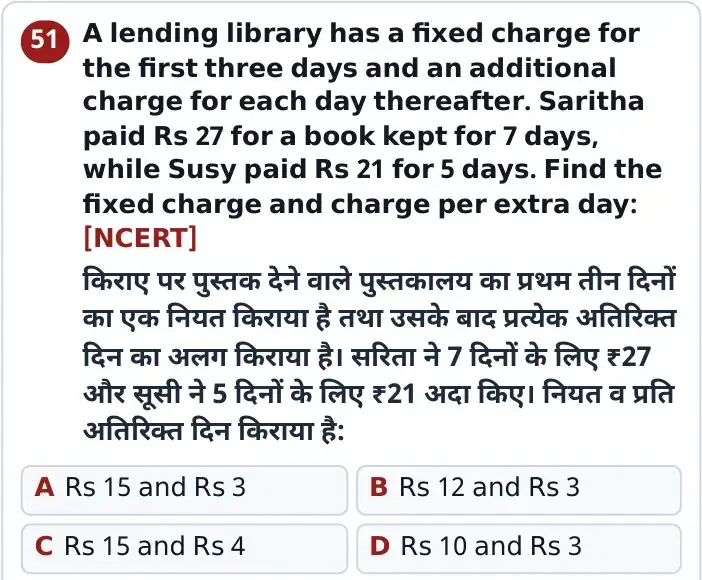 51 A lending library has a fixed charge for
the first three days and an additional
charge for each day thereafter. Saritha
paid Rs 27 for a book kept for 7 days,
while Susy paid Rs 21 for 5 days. Find the
fixed charge and charge per extra day:
[NCERT]
किराए पर पुस्तक देने वाले पुस्तकालय का प्रथम तीन दिनों
का एक नियत किराया है तथा उसके बाद प्रत्येक अतिरिक्त
दिन का अलग किराया है। सरिता ने 7 दिनों के लिए ₹27
और सूसी ने 5 दिनों के लिए ₹21 अदा किए। नियत व प्रति
अतिरिक्त दिन किराया है:
A Rs 15 and Rs 3
B Rs 12 and Rs 3
C Rs 15 and Rs 4
D Rs 10 and Rs 3